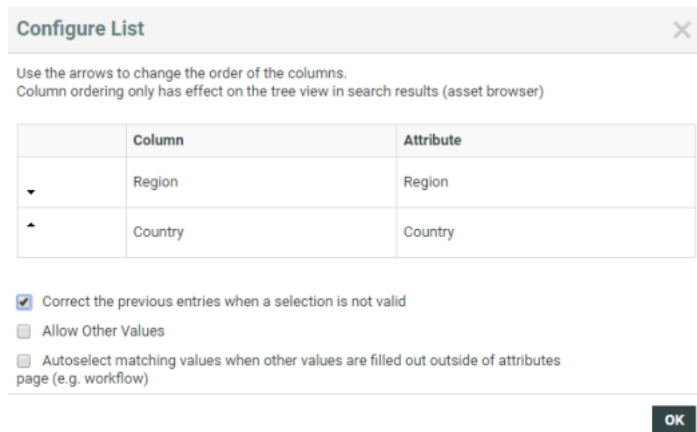 Configure List
Use the arrows to change the order of the columns.
Column ordering only has effect on the tree view in search results (asset browser)
Column Attribute
Region Region
Country Country
Correct the previous entries when a selection is not valid
Allow Other Values
Autoselect matching values when other values are filled out outside of attributes
page (e.g. workflow)
OK